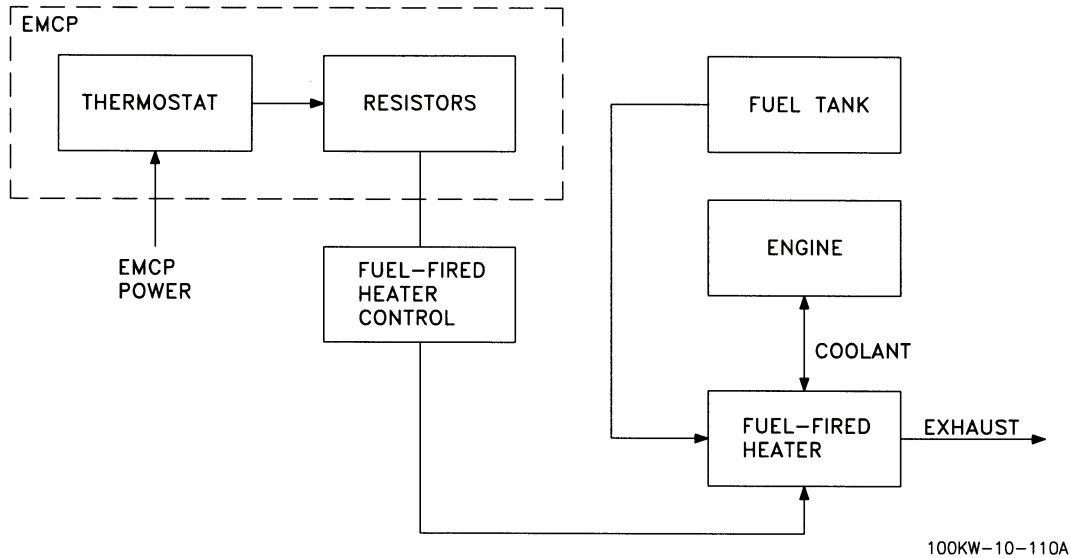 EMCP
THERMOSTAT
RESISTORS
EMCP
POWER
FUEL-FIRED
HEATER
CONTROL
FUEL TANK
ENGINE
COOLANT
FUEL-FIRED
HEATER
EXHAUST
100KW-10-110A